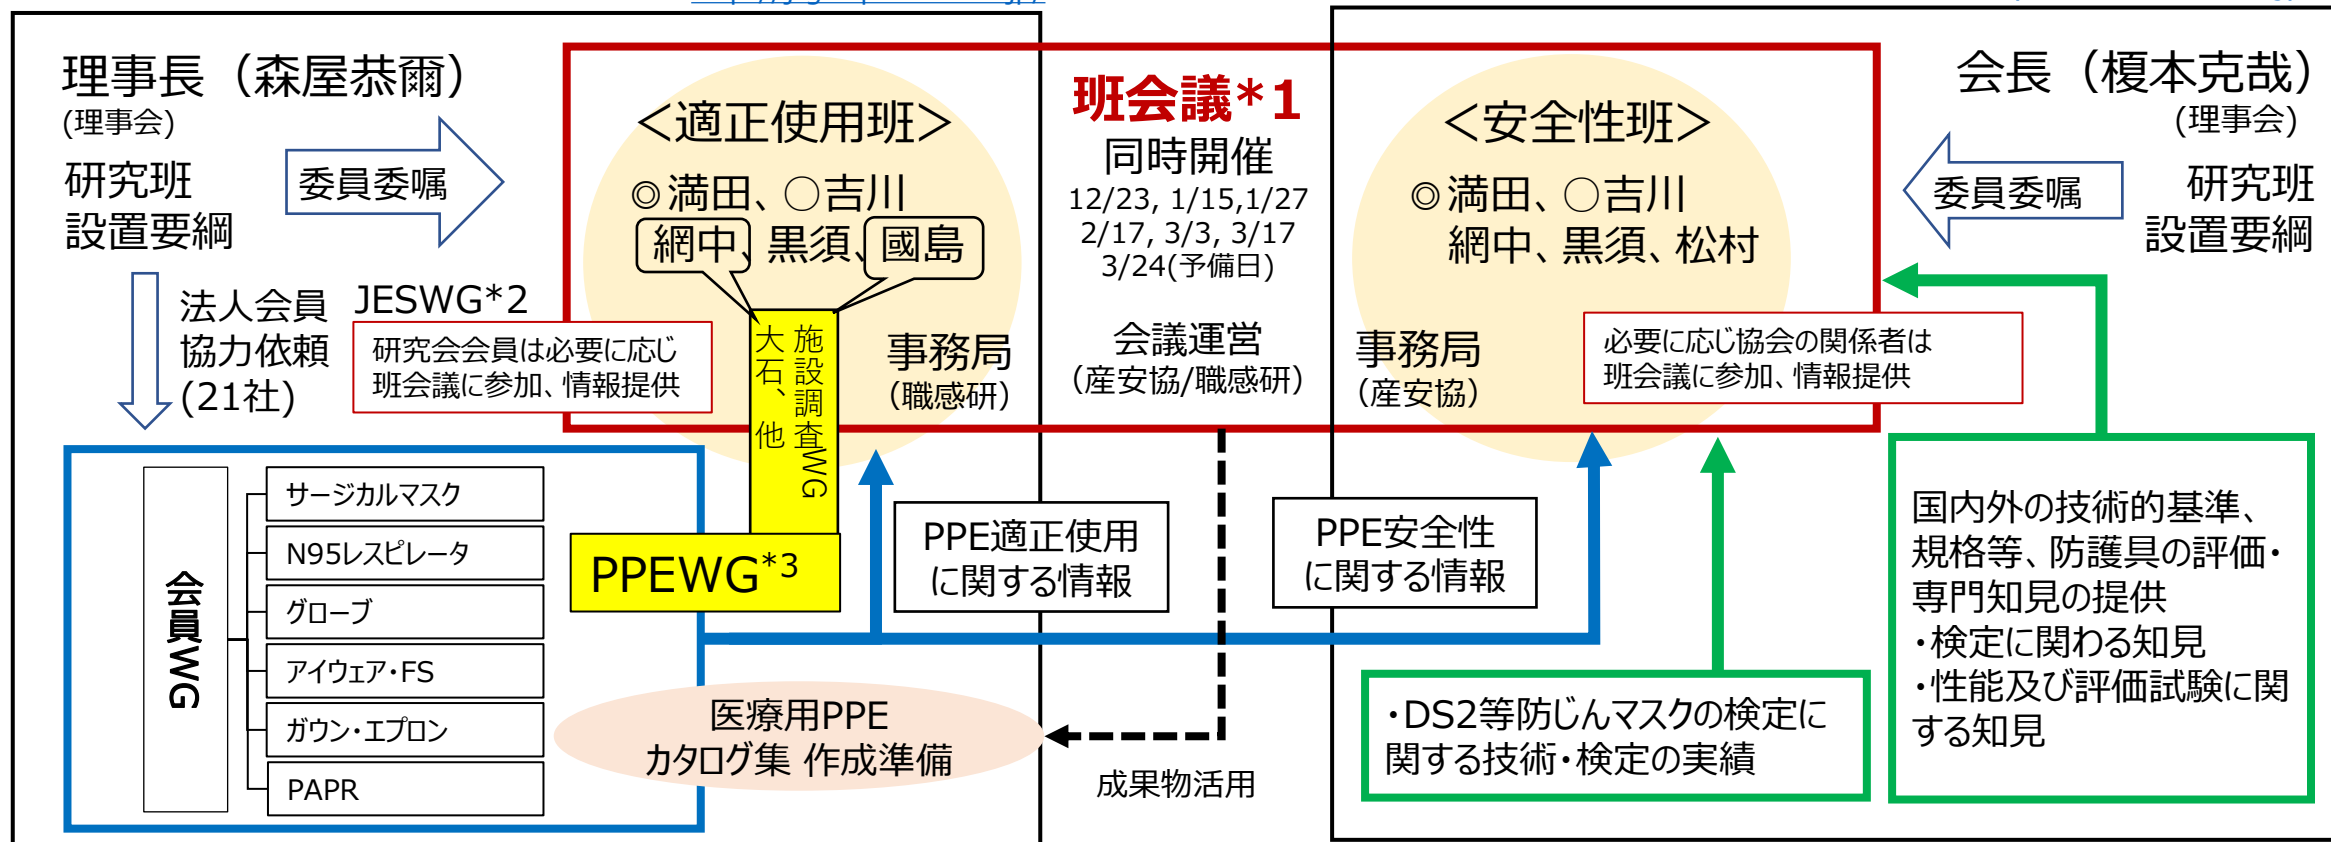 理事長（森屋恭爾）
(理事会)
研究班
設置要綱
委員委嘱
法人会員
協力依頼
(21社)
JESWG*2
研究会会員は必要に応じ
班会議に参加、情報提供
＜適正使用班＞
◎満田、○吉川
網中、黒須、國島
施設調査WG
大石、他
事務局
（職感研）
班会議*1
同時開催
12/23, 1/15,1/27
2/17, 3/3, 3/17
3/24(予備日)
会議運営
（産安協/職感研）
＜安全性班＞
◎満田、○吉川
網中、黒須、松村
事務局
（産安協）
必要に応じ協会の関係者は
班会議に参加、情報提供
会長（榎本克哉）
(理事会)
委員委嘱
研究班
設置要綱
会員WG
サージカルマスク
N95レスピレータ
グローブ
アイウェア・FS
ガウン・エプロン
PAPR
PPEWG*3
PPE適正使用
に関する情報
PPE安全性
に関する情報
医療用PPE
カタログ集 作成準備
成果物活用
・DS2等防じんマスクの検定に
関する技術・検定の実績
国内外の技術的基準、
規格等、防護具の評価・
専門知見の提供
・検定に関わる知見
・性能及び評価試験に関
する知見